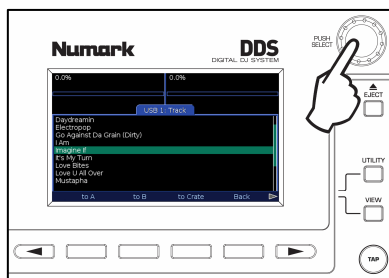 PUSH
SELECT
Numark
DDS
DIGITAL DJ SYSTEM
0.0%
0.0%
EJECT
USB 1: Track
Daydreamin
Electropop
Go Against Da Grain (Dirty)
I Am
Imagine If
It's My Turn
Love Bites
Love U All Over
Mustapha
to A
to B
to Crate
Back
UTILITY
VIEW
TAP